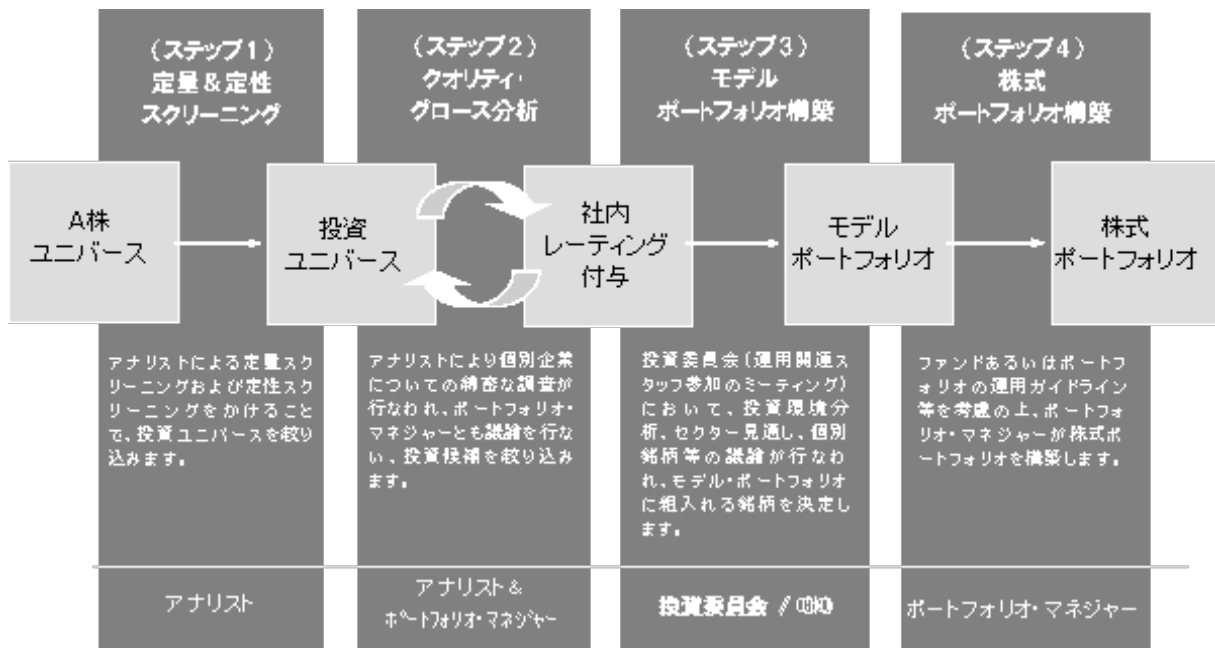 (ステップ1)
定量&定性
スクリーニング
(ステップ2)
クオリティ・
グロース分析
(ステップ3)
モデル
ポートフォリオ構築
(ステップ4)
株式
ポートフォリオ構築
A株
ユニバース
投資
ユニバース
社内
レーティング
付与
モデル
ポートフォリオ
株式
ポートフォリオ
アナリストによる定量スク
リーニングおよび定性スク
リーニングをかけること
で、投資ユニバースを絞り
込みます。
アナリストにより個別企業
についての精密な調査が
行なわれ、ポートフォリオ・
マネジャーとも議論を行な
い、投資候補を絞り込み
ます。
投資委員会(運用関連ス
タッフ参加のミーティング)
において、投資環境分
析、セクター見通し、個別
銘柄等の議論が行なわ
れ、モデル・ポートフォリオ
に組入れる銘柄を決定し
ます。
ファンドあるいはポートフ
ォリオの運用ガイドライン
等を考慮の上、ポートフォ
リオ・マネジャーが株式ポ
ートフォリオを構築します。
アナリスト
アナリスト&
ポートフォリオ・マネジャー
投資委員会 /
ポートフォリオ・マネジャー